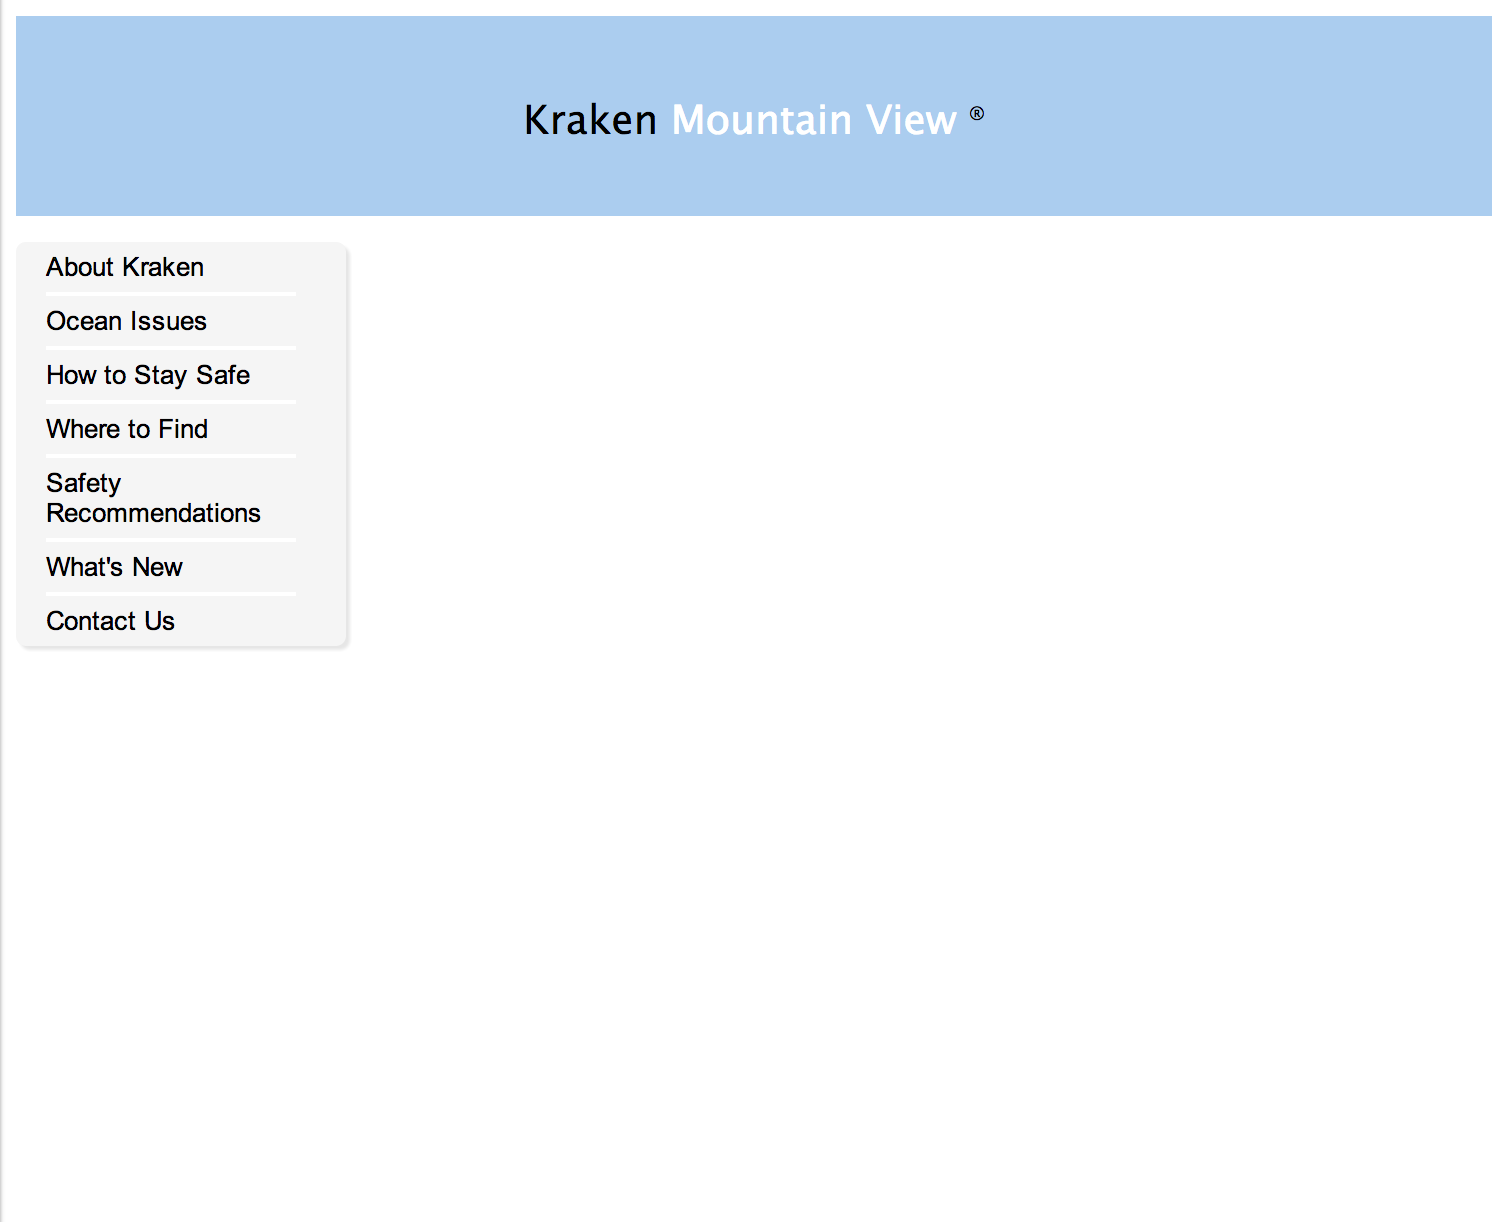 Kraken Mountain View ®
About Kraken
Ocean Issues
How to Stay Safe
Where to Find
Safety
Recommendations
What's New
Contact Us